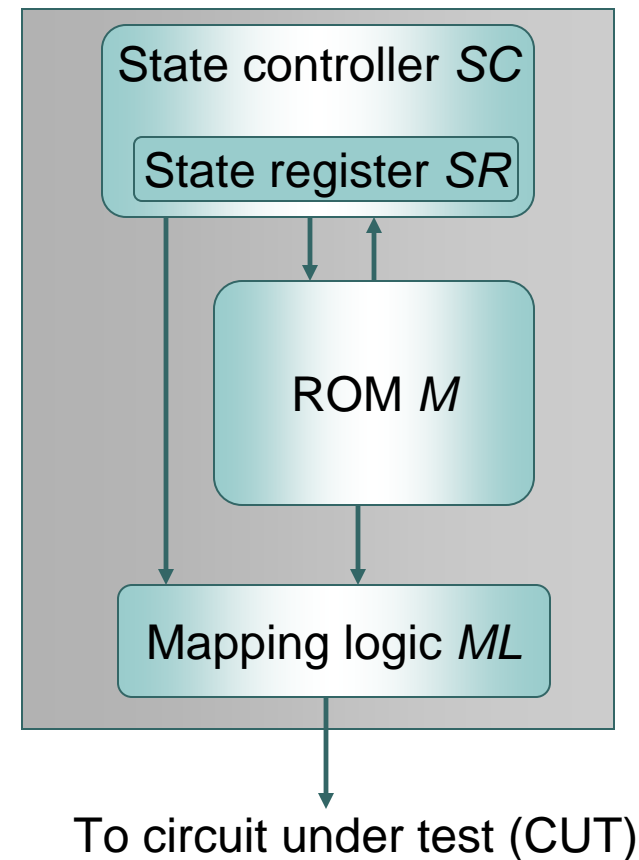 State controller SC
State register SR
ROM M
Mapping logic ML
To circuit under test (CUT)